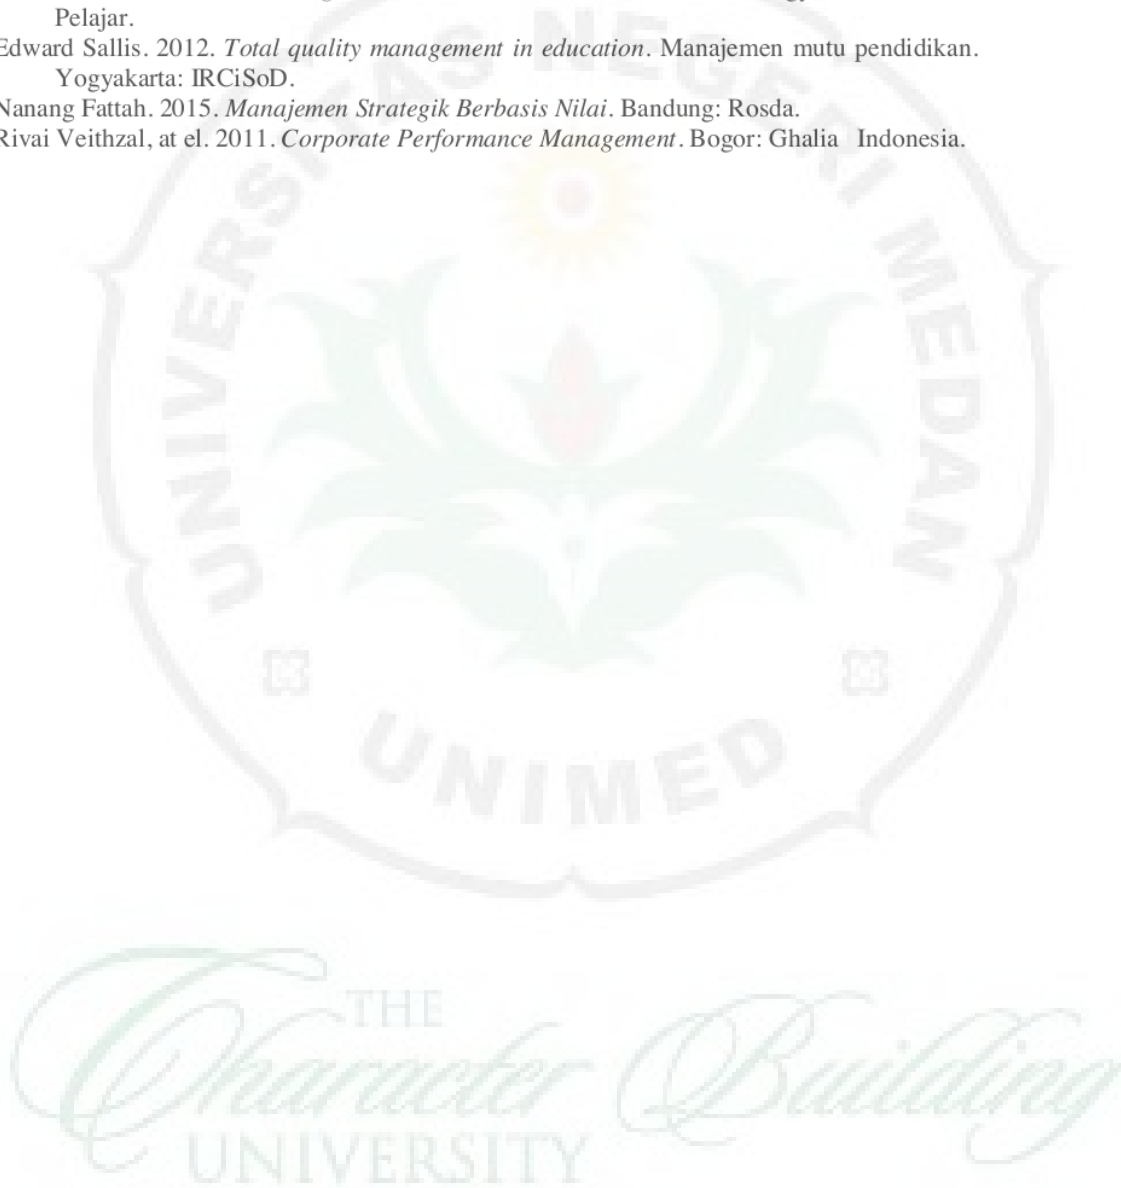 Pelajar.
Edward Sallis. 2012. Total quality management in education. Manajemen mutu pendidikan.
Yogyakarta: IRCiSoD.
Nanang Fattah. 2015. Manajemen Strategik Berbasis Nilai. Bandung: Rosda.
Rivai Veithzal, at el. 2011. Corporate Performance Management. Bogor: Ghalia Indonesia.
UNIVERSITAS NEGERI MEDAN
UNIMED
THE
Character Building
UNIVERSITY